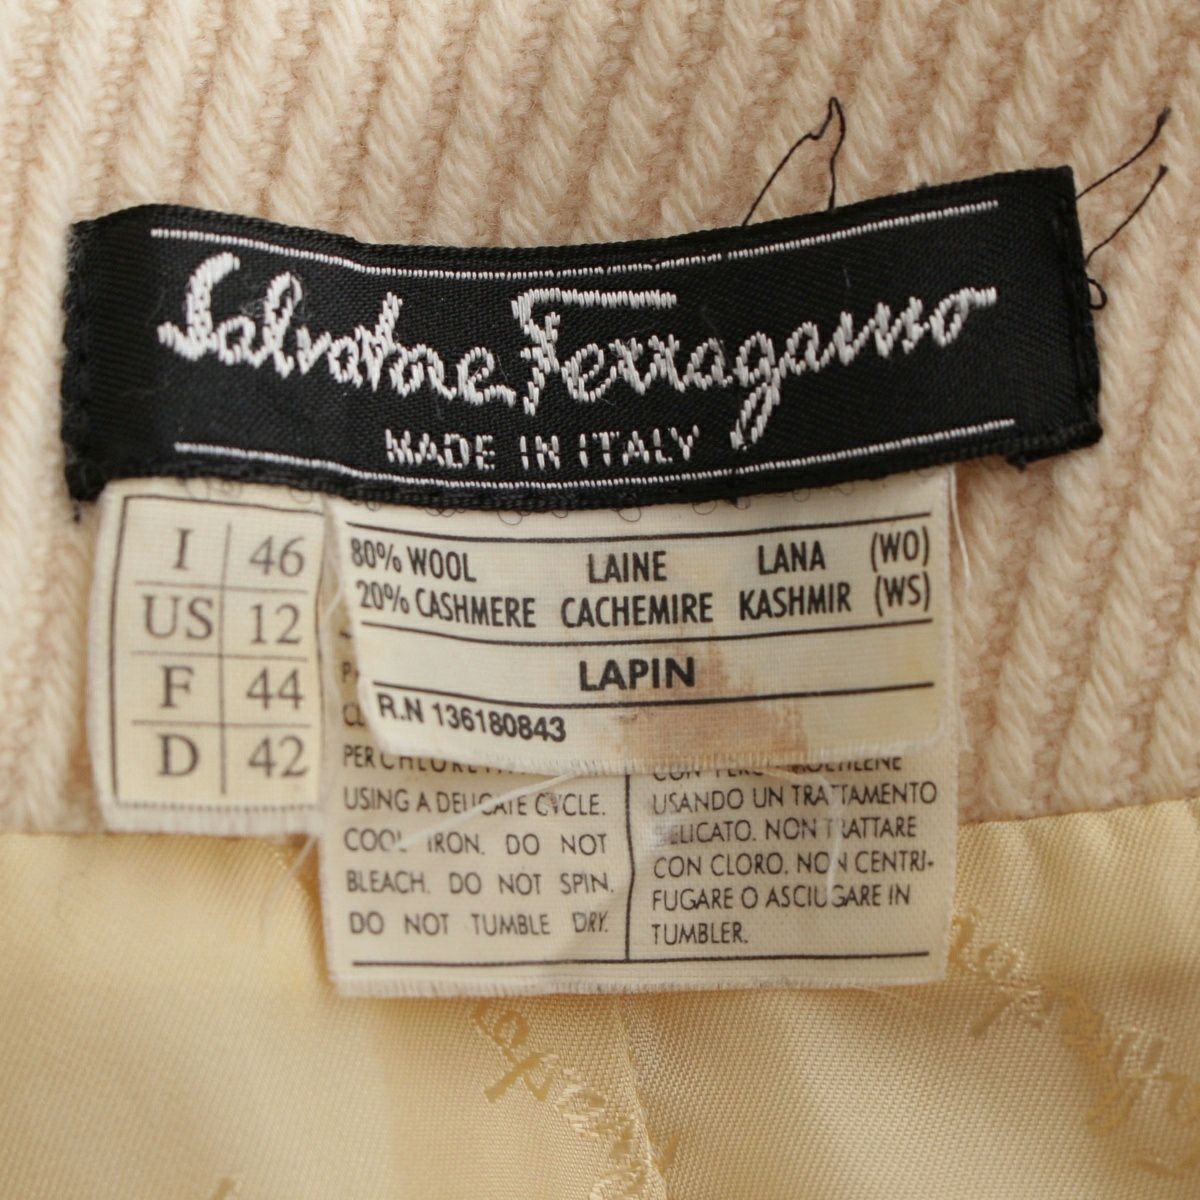 Salvatore Ferragamo
MADE IN ITALY
I 46
US 12
F 44
D 42
80% WOOL LAINE LANA (WO)
20% CASHMERE CACHEMIRE KASHMIR (WS)
LAPIN
R.N 136180843
USING A DELICATE CYCLE.
COOL IRON. DO NOT
BLEACH. DO NOT SPIN.
DO NOT TUMBLE DRY.
USANDO UN TRATTAMENTO
DELICATO. NON TRATTARE
CON CLORO. NON CENTRI-
FUGARE O ASCIUGARE IN
TUMBLER.